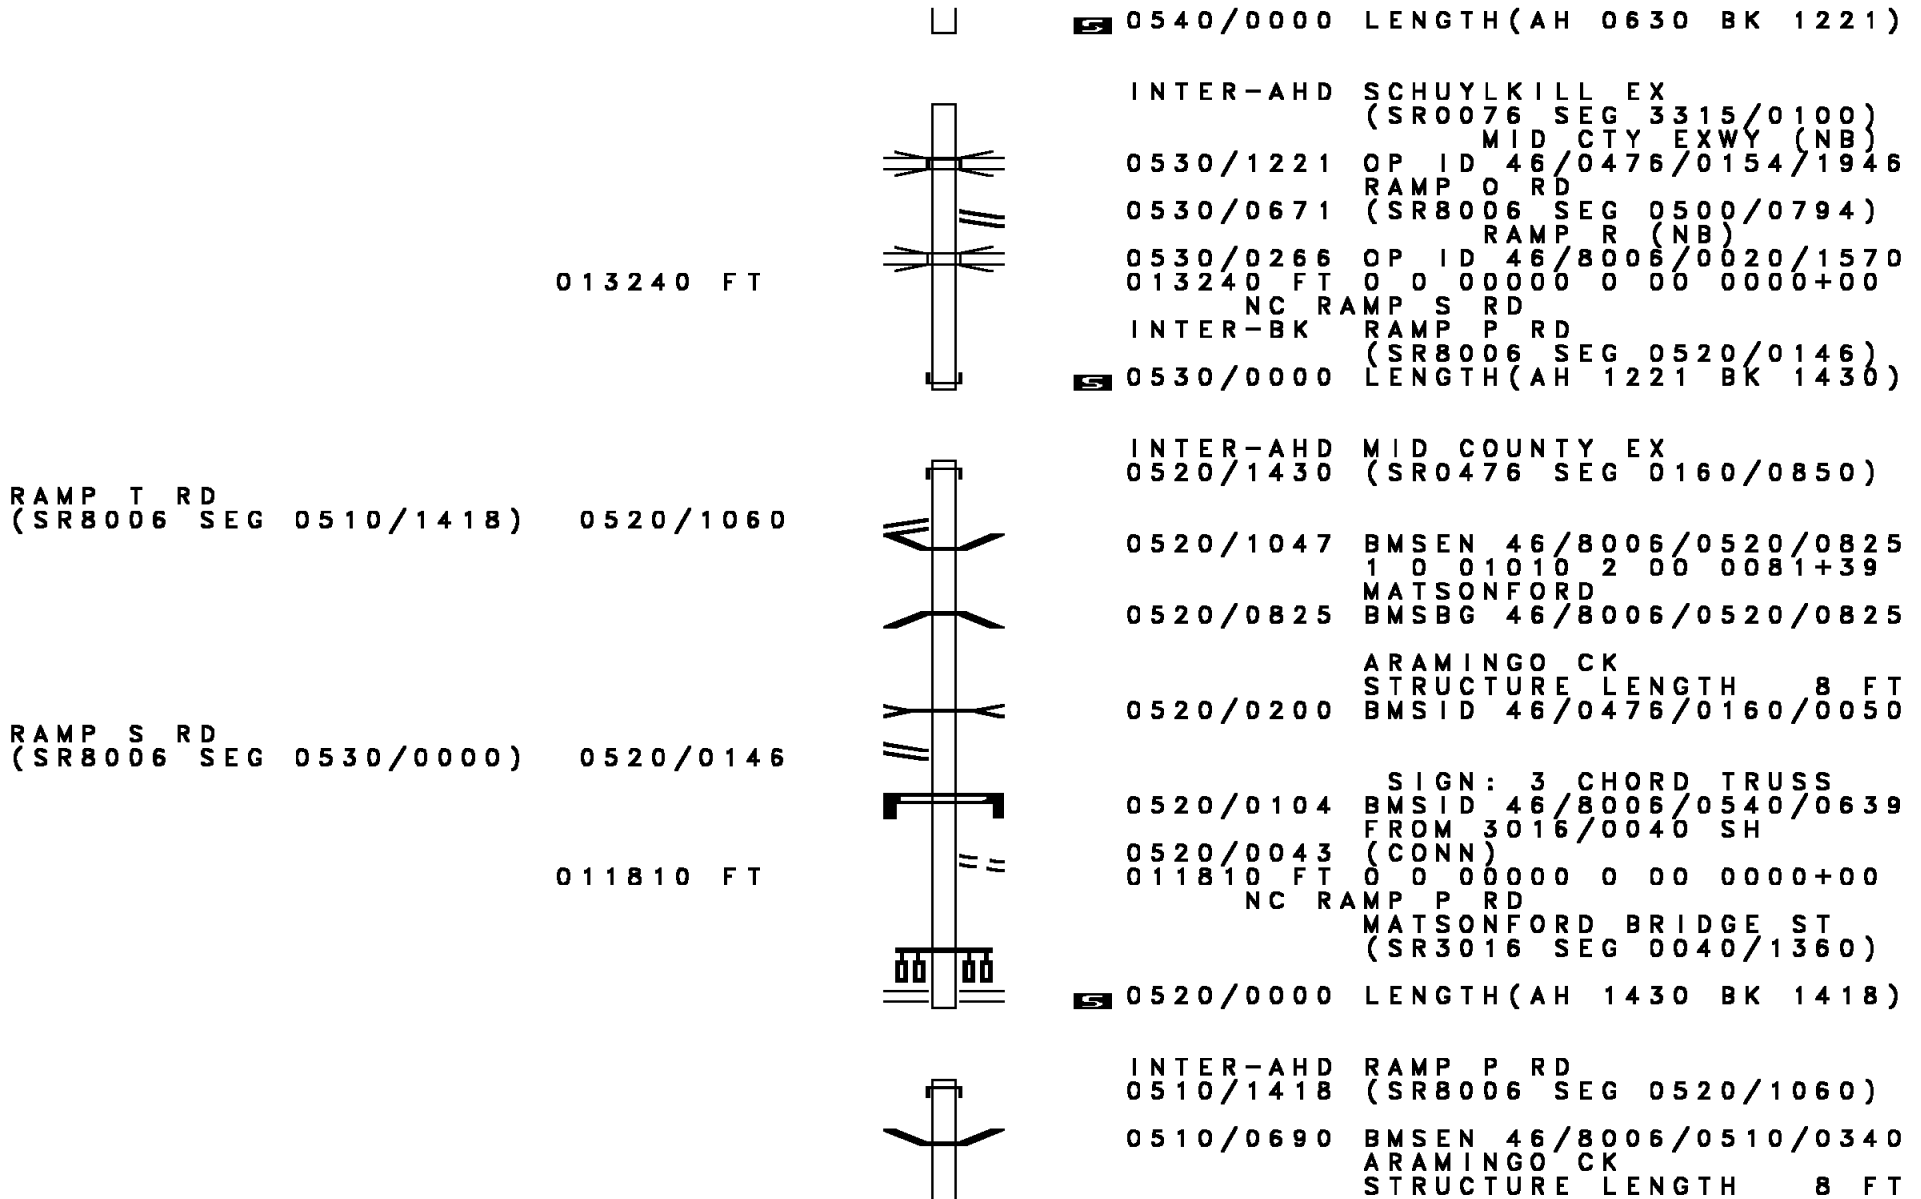 S 0540/0000 LENGTH(AH 0630 BK 1221)
INTER-AHD SCHUYLKILL EX
(SR0076 SEG 3315/0100)
MID CTY EXWY (NB)
0530/1221 OP ID 46/0476/0154/1946
RAMP O RD
0530/0671 (SR8006 SEG 0500/0794)
RAMP R (NB)
0530/0266 OP ID 46/8006/0020/1570
013240 FT 013240 FT 0 0 00000 0 00 0000+00
NC RAMP S RD
INTER-BK RAMP P RD
(SR8006 SEG 0520/0146)
S 0530/0000 LENGTH(AH 1221 BK 1430)
INTER-AHD MID COUNTY EX
0520/1430 (SR0476 SEG 0160/0850)
RAMP T RD
(SR8006 SEG 0510/1418) 0520/1060
0520/1047 BMSEN 46/8006/0520/0825
1 0 01010 2 00 0081+39
MATSONFORD
0520/0825 BMSBG 46/8006/0520/0825
ARAMINGO CK
STRUCTURE LENGTH 8 FT
0520/0200 BMSID 46/0476/0160/0050
RAMP S RD
(SR8006 SEG 0530/0000) 0520/0146
SIGN: 3 CHORD TRUSS
0520/0104 BMSID 46/8006/0540/0639
FROM 3016/0040 SH
0520/0043 (CONN)
011810 FT 011810 FT 0 0 00000 0 00 0000+00
NC RAMP P RD
MATSONFORD BRIDGE ST
(SR3016 SEG 0040/1360)
S 0520/0000 LENGTH(AH 1430 BK 1418)
INTER-AHD RAMP P RD
0510/1418 (SR8006 SEG 0520/1060)
0510/0690 BMSEN 46/8006/0510/0340
ARAMINGO CK
STRUCTURE LENGTH 8 FT